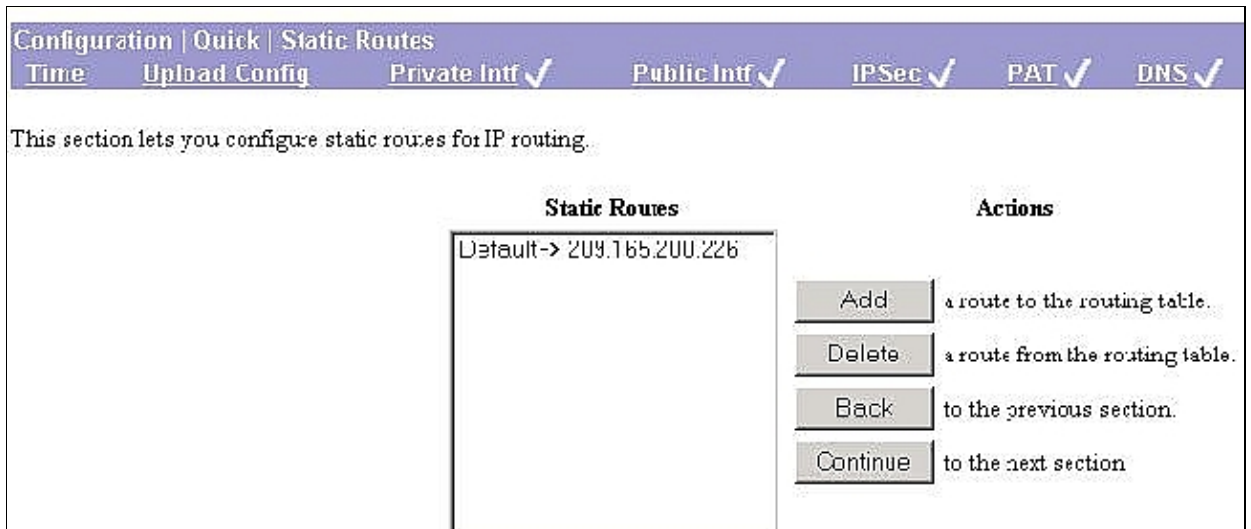 Configuration | Quick | Static Routes
Time Upload Config Private Intf ✓ Public Intf ✓ IPSec ✓ PAT ✓ DNS ✓
This section lets you configure static routes for IP routing.
Static Routes
Actions
Default -> 209.165.200.226
Add a route to the routing table.
Delete a route from the routing table.
Back to the previous section.
Continue to the next section